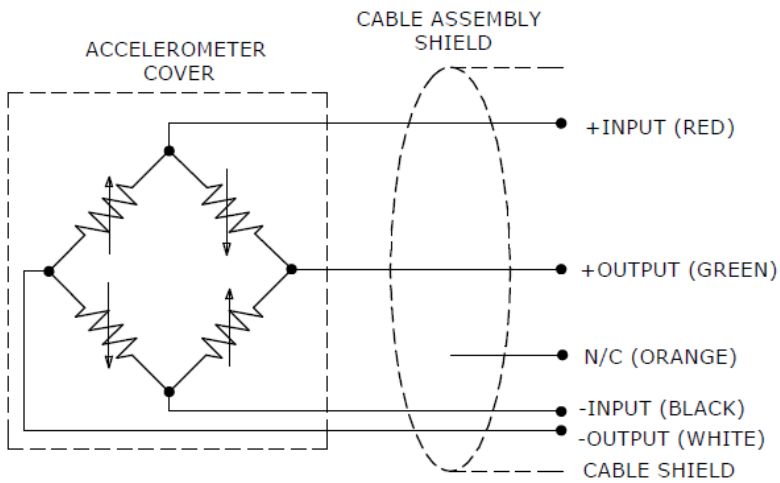 CABLE ASSEMBLY
SHIELD
ACCELEROMETER
COVER
+INPUT (RED)
+OUTPUT (GREEN)
N/C (ORANGE)
-INPUT (BLACK)
-OUTPUT (WHITE)
CABLE SHIELD